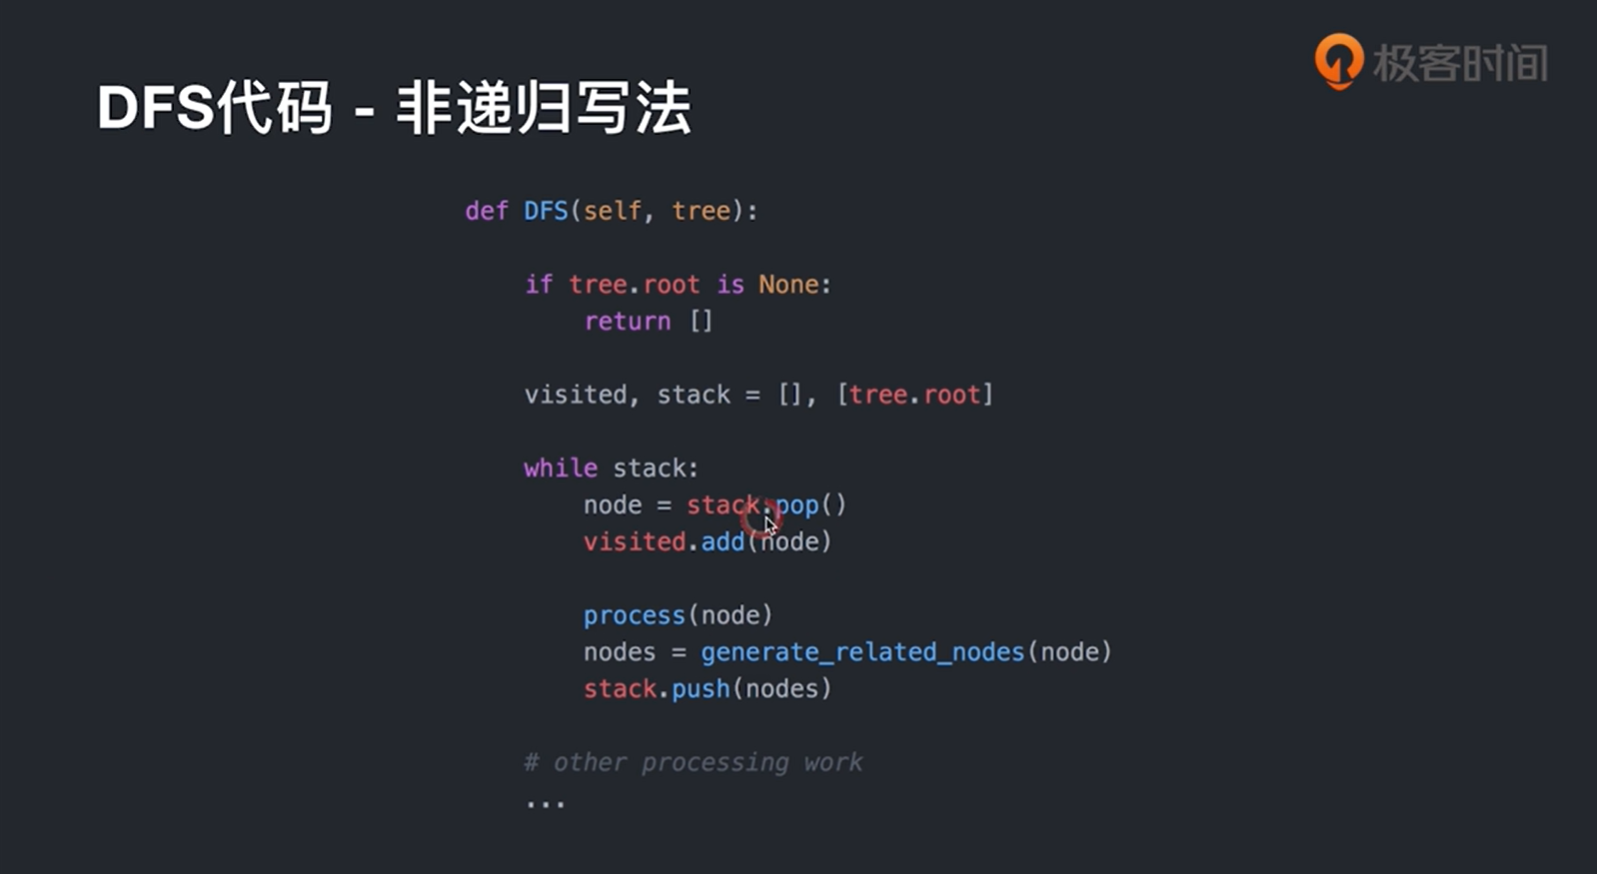 极客时间
DFS代码 - 非递归写法
def DFS(self, tree):
if tree.root is None:
return []
visited, stack = [], [tree.root]
while stack:
node = stack.pop()
visited.add(node)
process(node)
nodes = generate_related_nodes(node)
stack.push(nodes)
# other processing work
...